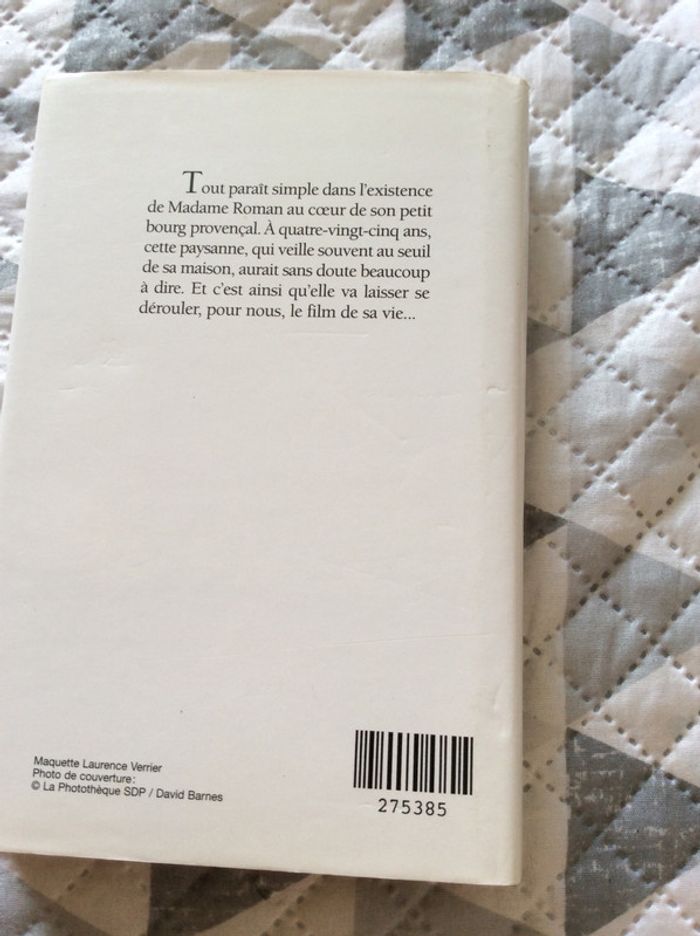 Tout paraît simple dans l'existence
de Madame Roman au cœur de son petit
bourg provençal. À quatre-vingt-cinq ans,
cette paysanne, qui veille souvent au seuil
de sa maison, aurait sans doute beaucoup
à dire. Et c'est ainsi qu'elle va laisser se
dérouler, pour nous, le film de sa vie...
Maquette Laurence Verrier
Photo de couverture :
© La Photothèque SDP / David Barnes
275385